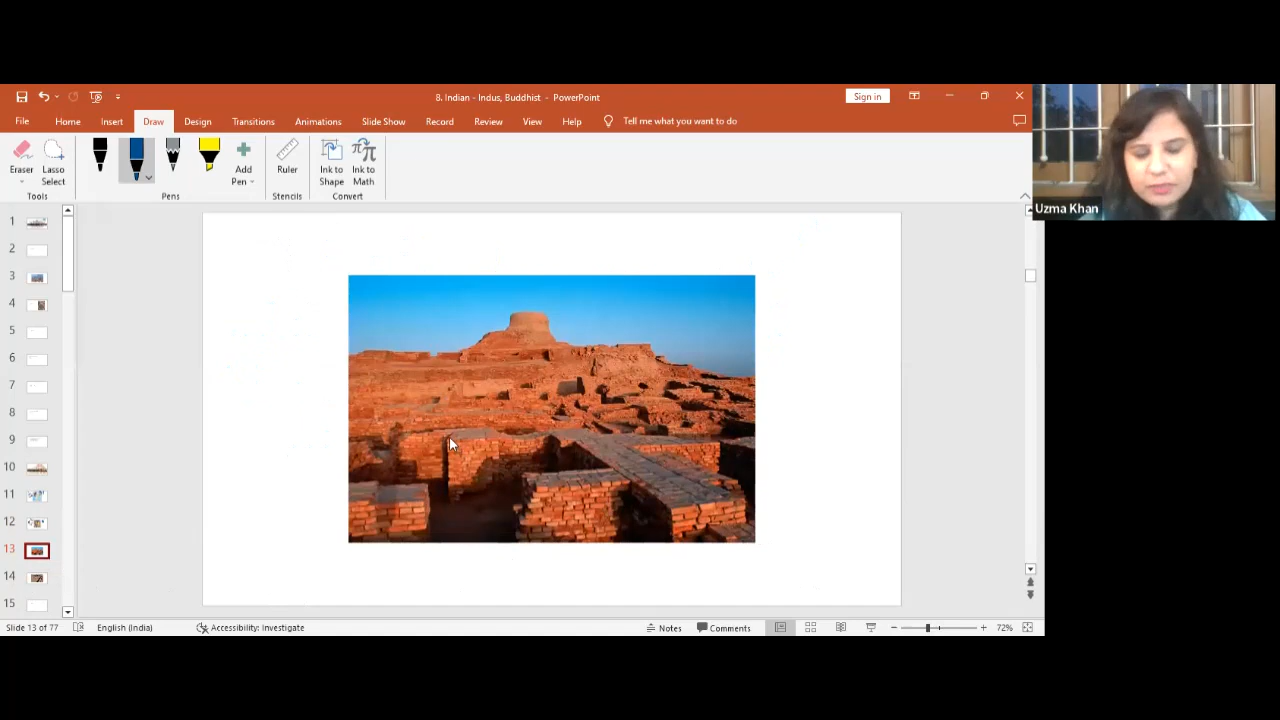 8. Indian - Indus, Buddhist - PowerPoint
Sign in
File Home Insert Draw Design Transitions Animations Slide Show Record Review View Help Tell me what you want to do
Eraser
Lasso Select
Add Pen
Ruler
Ink to Shape
Ink to Math
Tools
Pens
Stencils
Convert
Uzma Khan
1
2
3
4
5
6
7
8
9
10
11
12
13
14
15
Slide 13 of 77 English (India) Accessibility: Investigate Notes Comments 72%